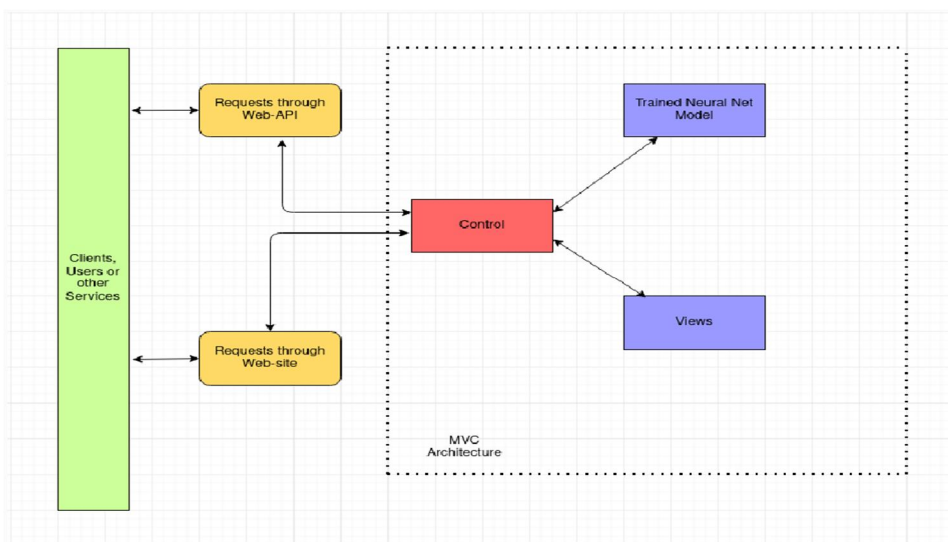 Clients,
Users or
other
Services
Requests through
Web-API
Requests through
Web-site
Control
Trained Neural Net
Model
Views
MVC
Architecture